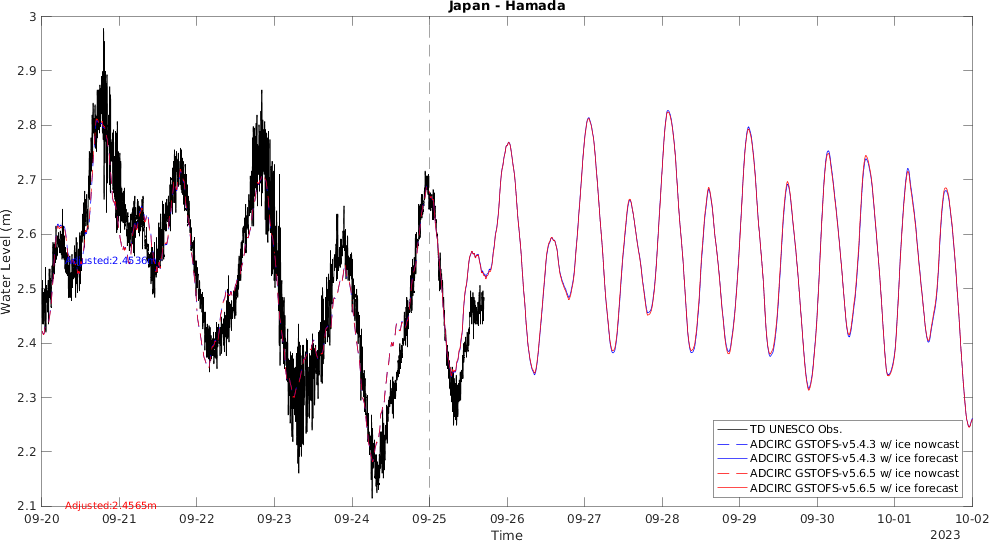 Japan - Hamada
Water Level (m)
3
2.9
2.8
2.7
2.6
2.5
2.4
2.3
2.2
2.1
Adjusted:2.4536m
Adjusted:2.4565m
TD UNESCO Obs.
ADCIRC GSTOFS-v5.4.3 w/ ice nowcast
ADCIRC GSTOFS-v5.4.3 w/ ice forecast
ADCIRC GSTOFS-v5.6.5 w/ ice nowcast
ADCIRC GSTOFS-v5.6.5 w/ ice forecast
09-20 09-21 09-22 09-23 09-24 09-25 09-26 09-27 09-28 09-29 09-30 10-01 10-02
Time
2023